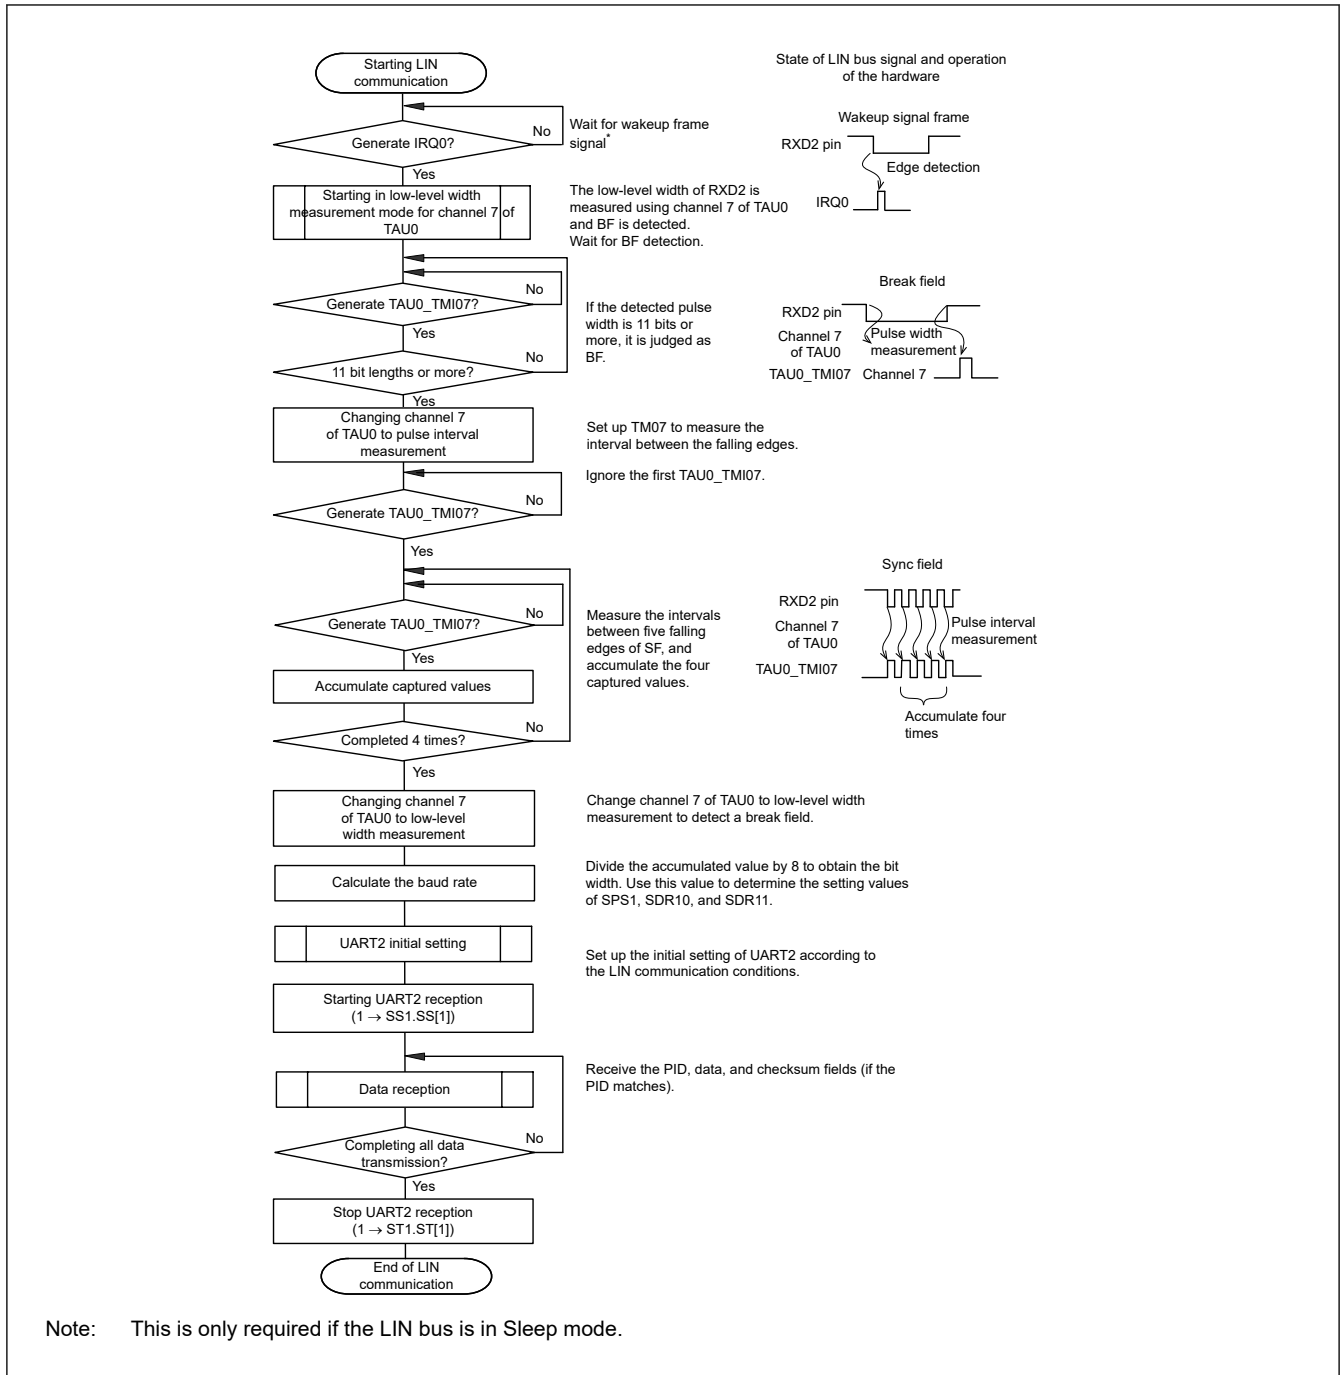 Starting LIN
communication
State of LIN bus signal and operation
of the hardware
Generate IRQ0?
No
Yes
Wait for wakeup frame
signal*
Wakeup signal frame
RXD2 pin
Edge detection
IRQ0
Starting in low-level width
measurement mode for channel 7 of
TAU0
The low-level width of RXD2 is
measured using channel 7 of TAU0
and BF is detected.
Wait for BF detection.
Generate TAU0_TMI07?
No
Yes
11 bit lengths or more?
No
Yes
If the detected pulse
width is 11 bits or
more, it is judged as
BF.
Break field
RXD2 pin
Channel 7
of TAU0
Pulse width
measurement
TAU0_TMI07
Channel 7
Changing channel 7
of TAU0 to pulse interval
measurement
Set up TM07 to measure the
interval between the falling edges.
Ignore the first TAU0_TMI07.
Generate TAU0_TMI07?
No
Yes
Generate TAU0_TMI07?
No
Yes
Accumulate captured values
Completed 4 times?
No
Yes
Measure the intervals
between five falling
edges of SF, and
accumulate the four
captured values.
Sync field
RXD2 pin
Channel 7
of TAU0
Pulse interval
measurement
TAU0_TMI07
Accumulate four
times
Changing channel 7
of TAU0 to low-level
width measurement
Change channel 7 of TAU0 to low-level width
measurement to detect a break field.
Calculate the baud rate
Divide the accumulated value by 8 to obtain the bit
width. Use this value to determine the setting values
of SPS1, SDR10, and SDR11.
UART2 initial setting
Set up the initial setting of UART2 according to
the LIN communication conditions.
Starting UART2 reception
(1 → SS1.SS[1])
Data reception
Receive the PID, data, and checksum fields (if the
PID matches).
Completing all data
transmission?
No
Yes
Stop UART2 reception
(1 → ST1.ST[1])
End of LIN
communication
Note: This is only required if the LIN bus is in Sleep mode.